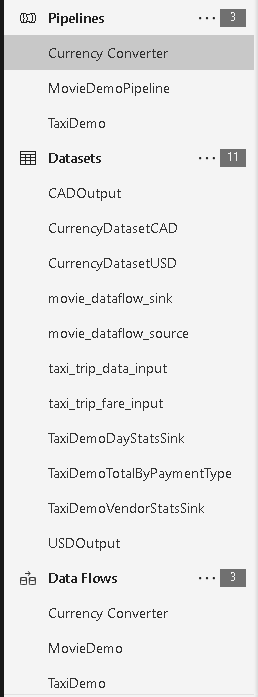 Pipelines ... 3
Currency Converter
MovieDemoPipeline
TaxiDemo
Datasets ... 11
CADOutput
CurrencyDatasetCAD
CurrencyDatasetUSD
movie_dataflow_sink
movie_dataflow_source
taxi_trip_data_input
taxi_trip_fare_input
TaxiDemoDayStatsSink
TaxiDemoTotalByPaymentType
TaxiDemoVendorStatsSink
USDOutput
Data Flows ... 3
Currency Converter
MovieDemo
TaxiDemo